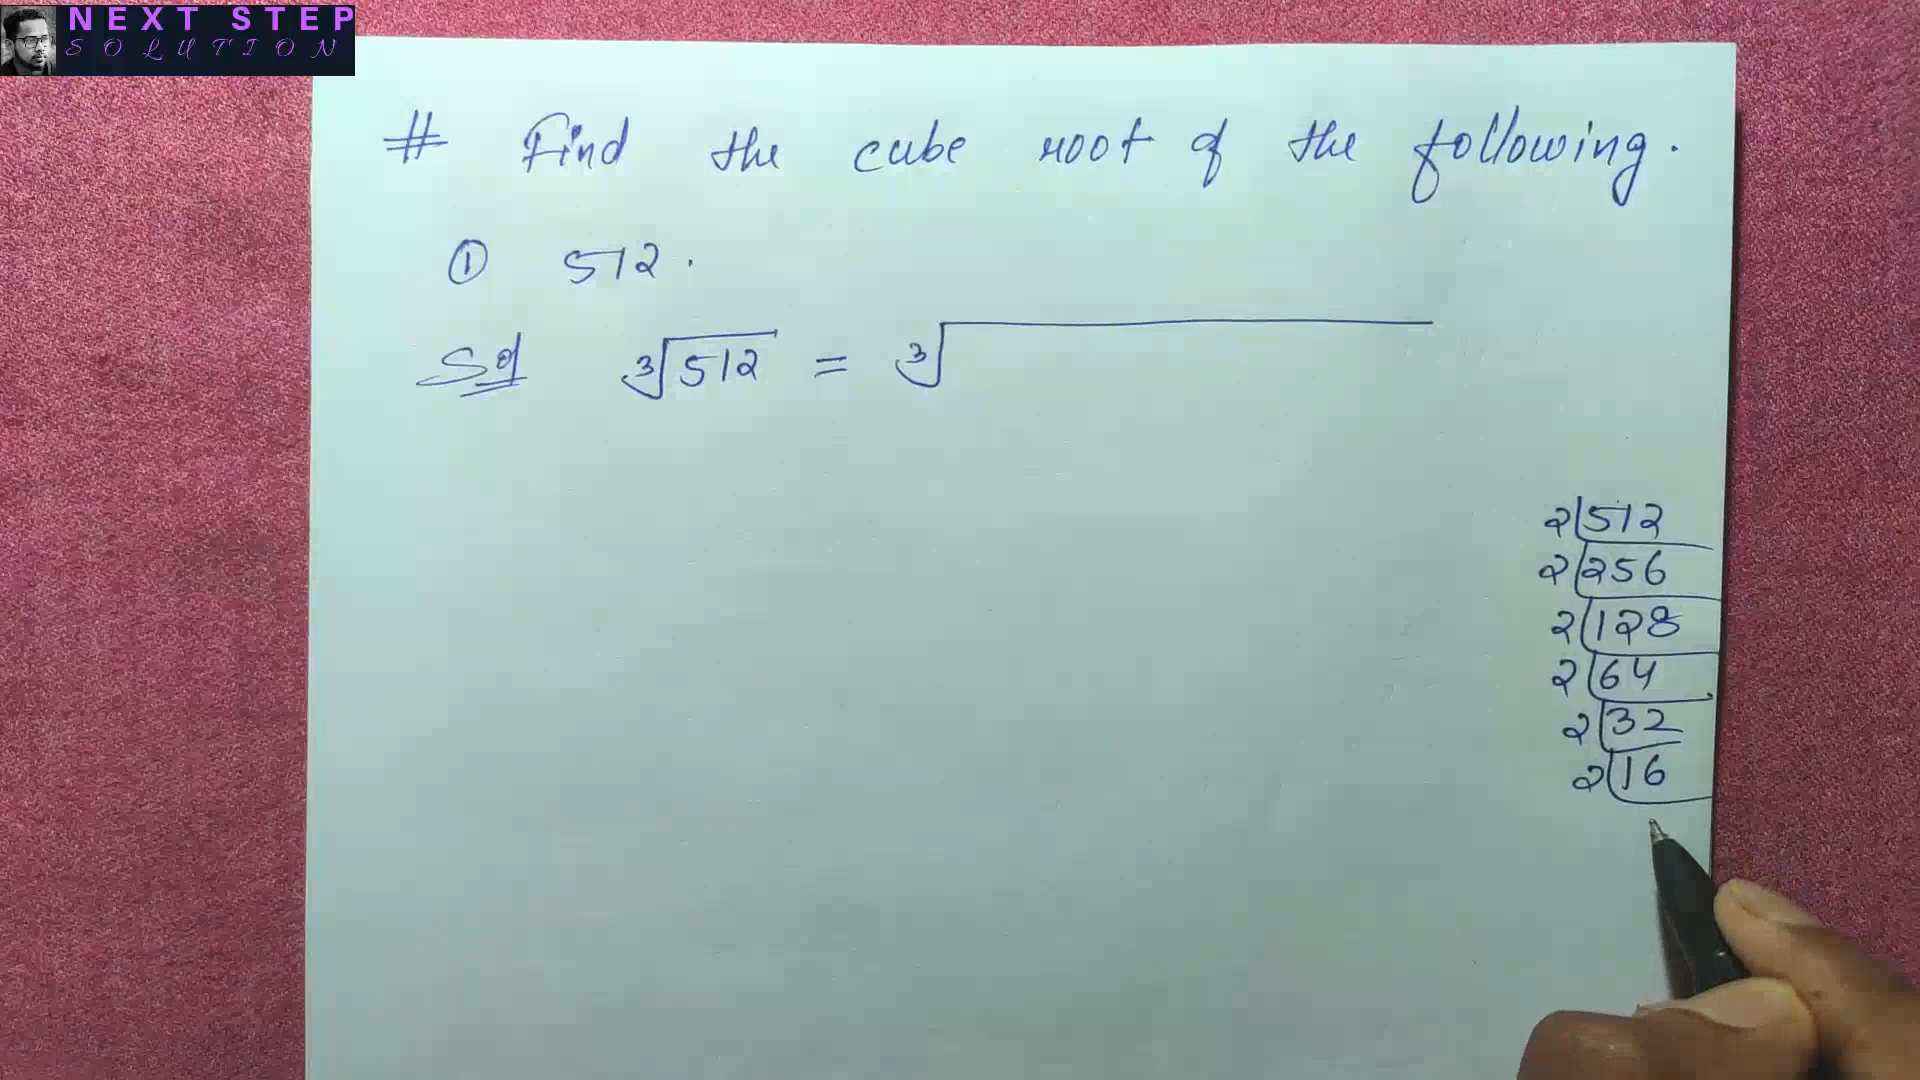 NEXT STEP
SOLUTION
# Find the cube root of the following.
① 512.
Sol ∛512 = ∛
2|512
2|256
2|128
2|64
2|32
2|16